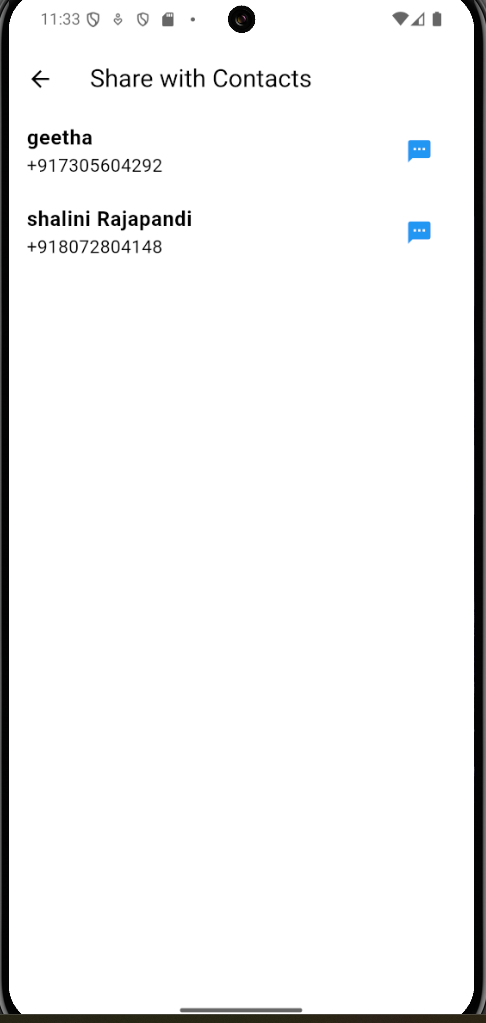 11:33
Share with Contacts
geetha
+917305604292
shalini Rajapandi
+918072804148